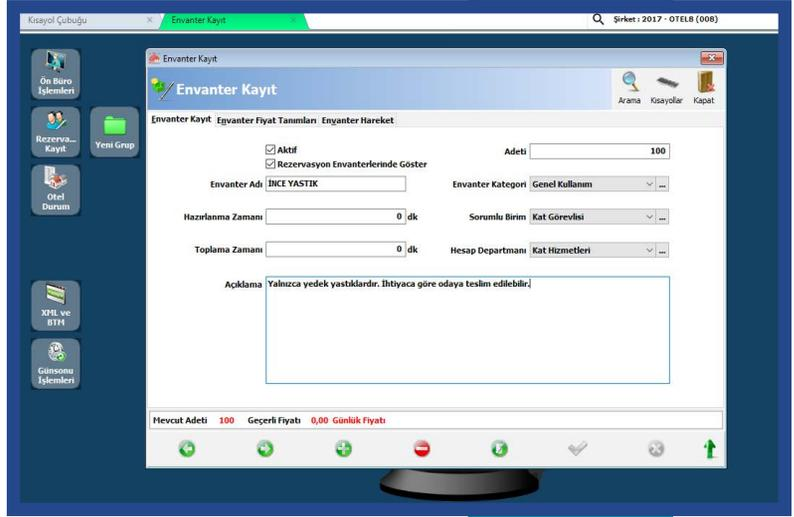 Kısayol Çubuğu
Envanter Kayıt
Şirket : 2017 - OTEL8 (008)
Ön Büro
İşlemleri
Rezerva...
Kayıt
Yeni Grup
Otel
Durum
XML ve
BTM
Günsonu
İşlemleri
Envanter Kayıt
Envanter Kayıt
Arama
Kısayollar
Kapat
Envanter Kayıt
Envanter Fiyat Tanımları
Envanter Hareket
Aktif
Rezervasyon Envanterlerinde Göster
Adeti 100
Envanter Adı İNCE YASTIK
Envanter Kategori Genel Kullanım ...
Hazırlanma Zamanı 0 dk
Sorumlu Birim Kat Görevlisi ...
Toplama Zamanı 0 dk
Hesap Departmanı Kat Hizmetleri ...
Açıklama Yalnızca yedek yastıklardır. İhtiyaca göre odaya teslim edilebilir.
Mevcut Adeti 100 Geçerli Fiyatı 0,00 Günlük Fiyatı